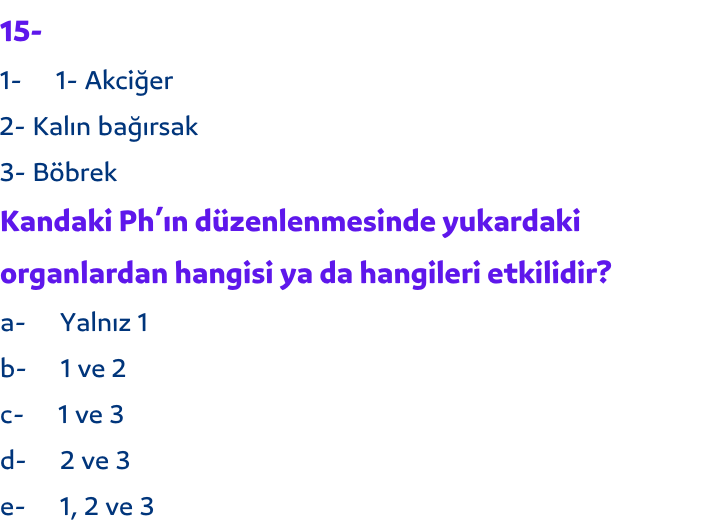 15-
1- 1- Akciğer
2- Kalın bağırsak
3- Böbrek
Kandaki Ph’ın düzenlenmesinde yukardaki
organlardan hangisi ya da hangileri etkilidir?
a- Yalnız 1
b- 1 ve 2
c- 1 ve 3
d- 2 ve 3
e- 1, 2 ve 3